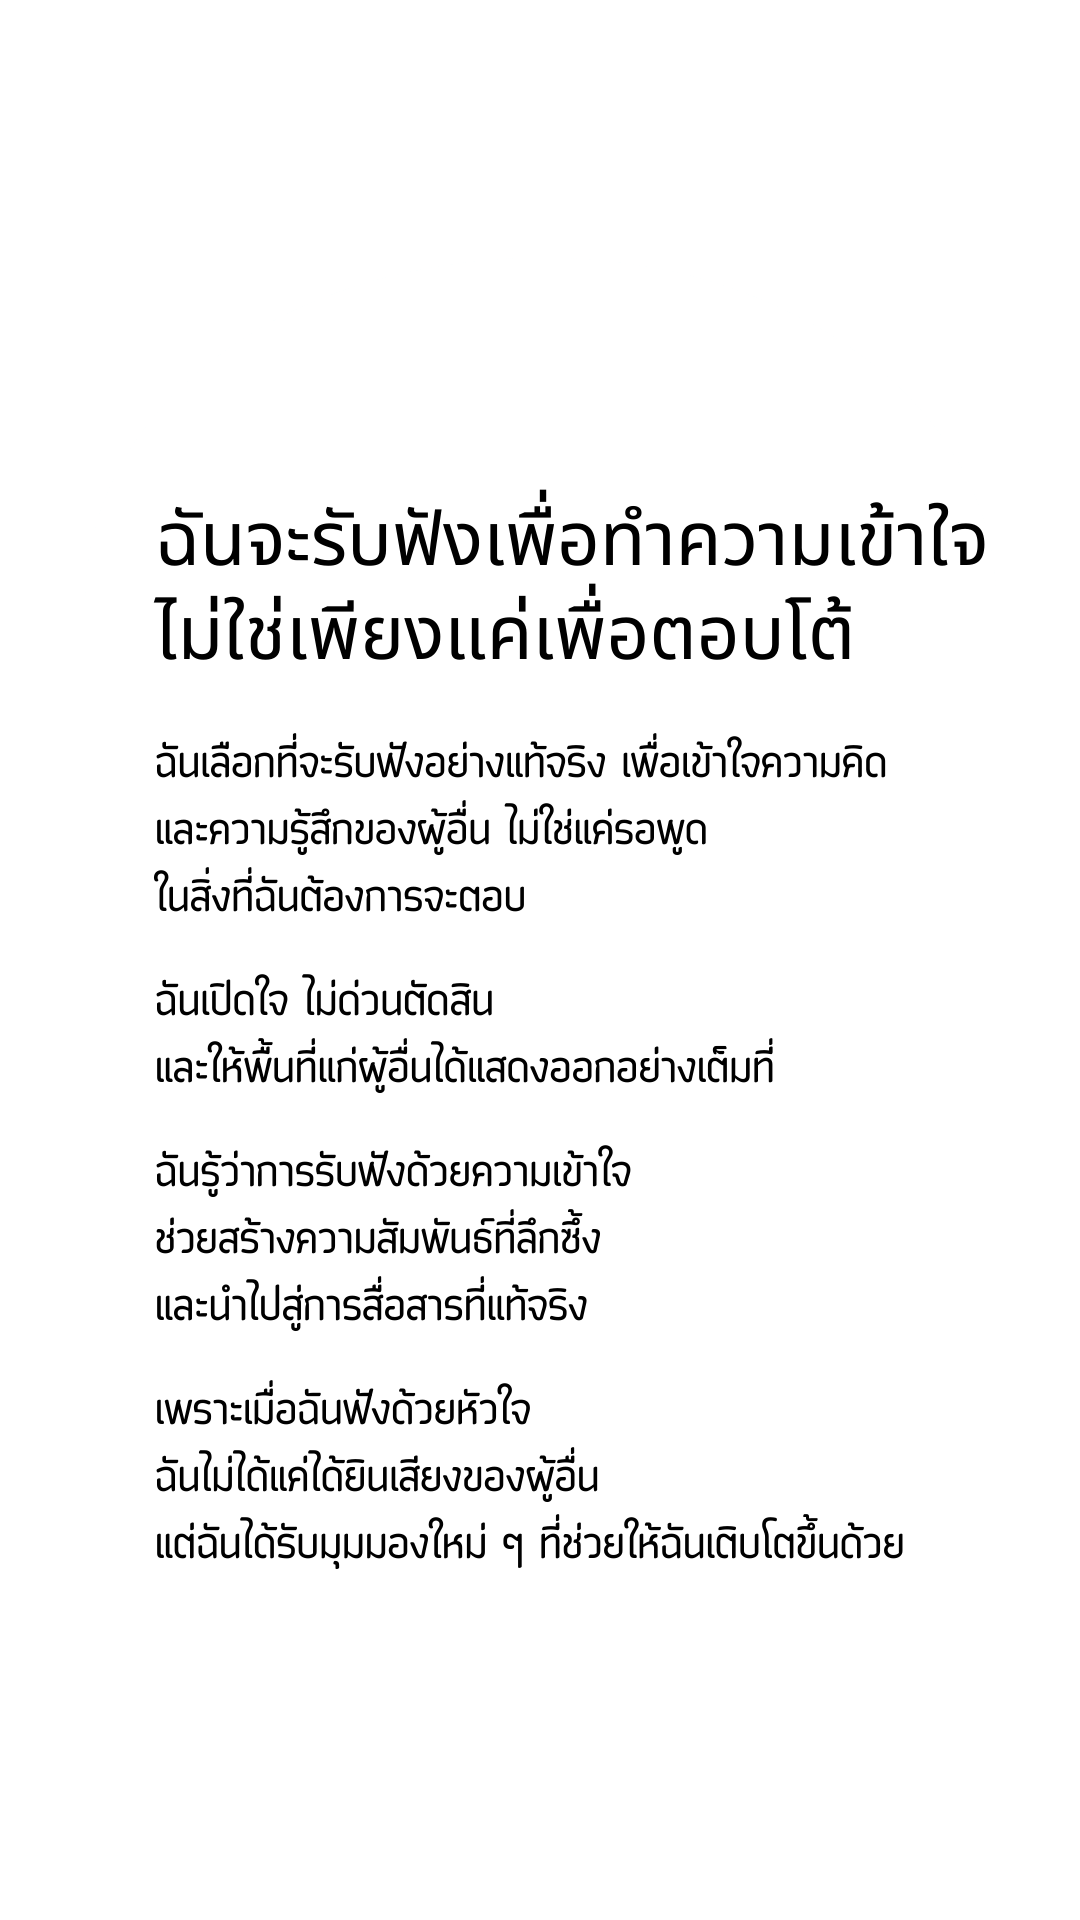 ฉันจะรับฟังเพื่อทำความเข้าใจ
ไม่ใช่เพียงแค่เพื่อตอบโต้
ฉันเลือกที่จะรับฟังอย่างแท้จริง เพื่อเข้าใจความคิด
และความรู้สึกของผู้อื่น ไม่ใช่แค่รอพูด
ในสิ่งที่ฉันต้องการจะตอบ
ฉันเปิดใจ ไม่ด่วนตัดสิน
และให้พื้นที่แก่ผู้อื่นได้แสดงออกอย่างเต็มที่
ฉันรู้ว่าการรับฟังด้วยความเข้าใจ
ช่วยสร้างความสัมพันธ์ที่ลึกซึ้ง
และนำไปสู่การสื่อสารที่แท้จริง
เพราะเมื่อฉันฟังด้วยหัวใจ
ฉันไม่ได้แค่ได้ยินเสียงของผู้อื่น
แต่ฉันได้รับมุมมองใหม่ ๆ ที่ช่วยให้ฉันเติบโตขึ้นด้วย